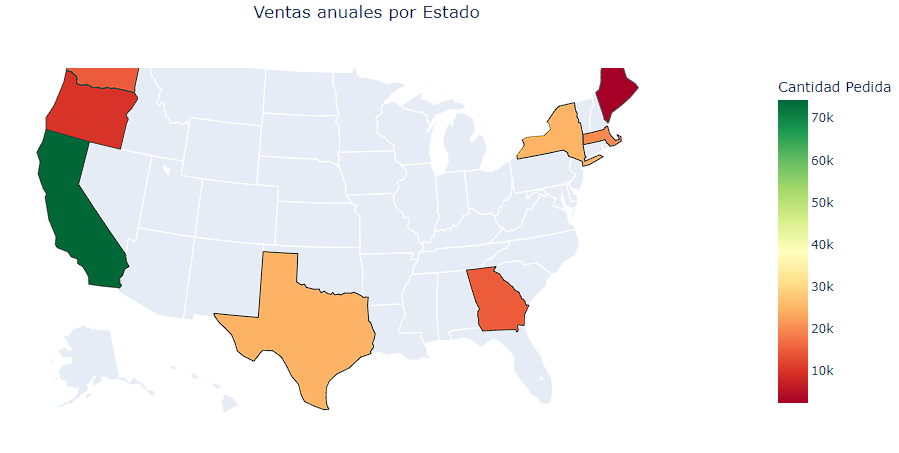 Ventas anuales por Estado
Cantidad Pedida
70k
60k
50k
40k
30k
20k
10k